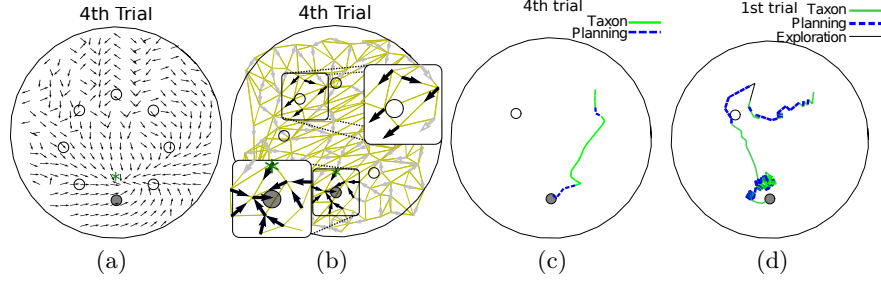 4th Trial
4th Trial
4th trial
Taxon
Planning
1st trial
Taxon
Planning
Exploration
(a)
(b)
(c)
(d)